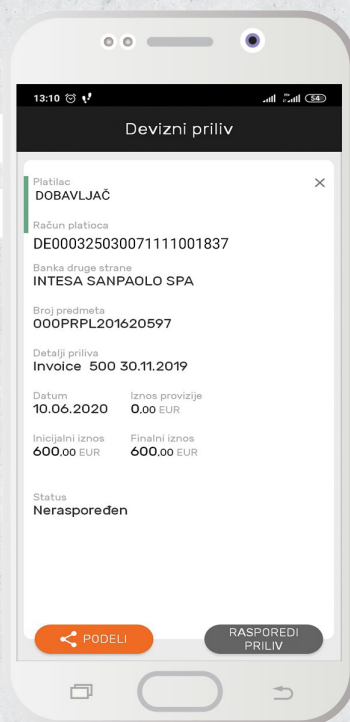 13:10
54
Devizni priliv
Platilac
DOBAVLJAČ
Račun platioca
DE000325030071111001837
Banka druge strane
INTESA SANPAOLO SPA
Broj predmeta
000PRPL201620597
Detalji priliva
Invoice 500 30.11.2019
Datum Iznos provizije
10.06.2020 0,00 EUR
Inicijalni iznos Finalni iznos
600,00 EUR 600,00 EUR
Status
Neraspoređen
PODELI
RASPOREDI
PRILIV